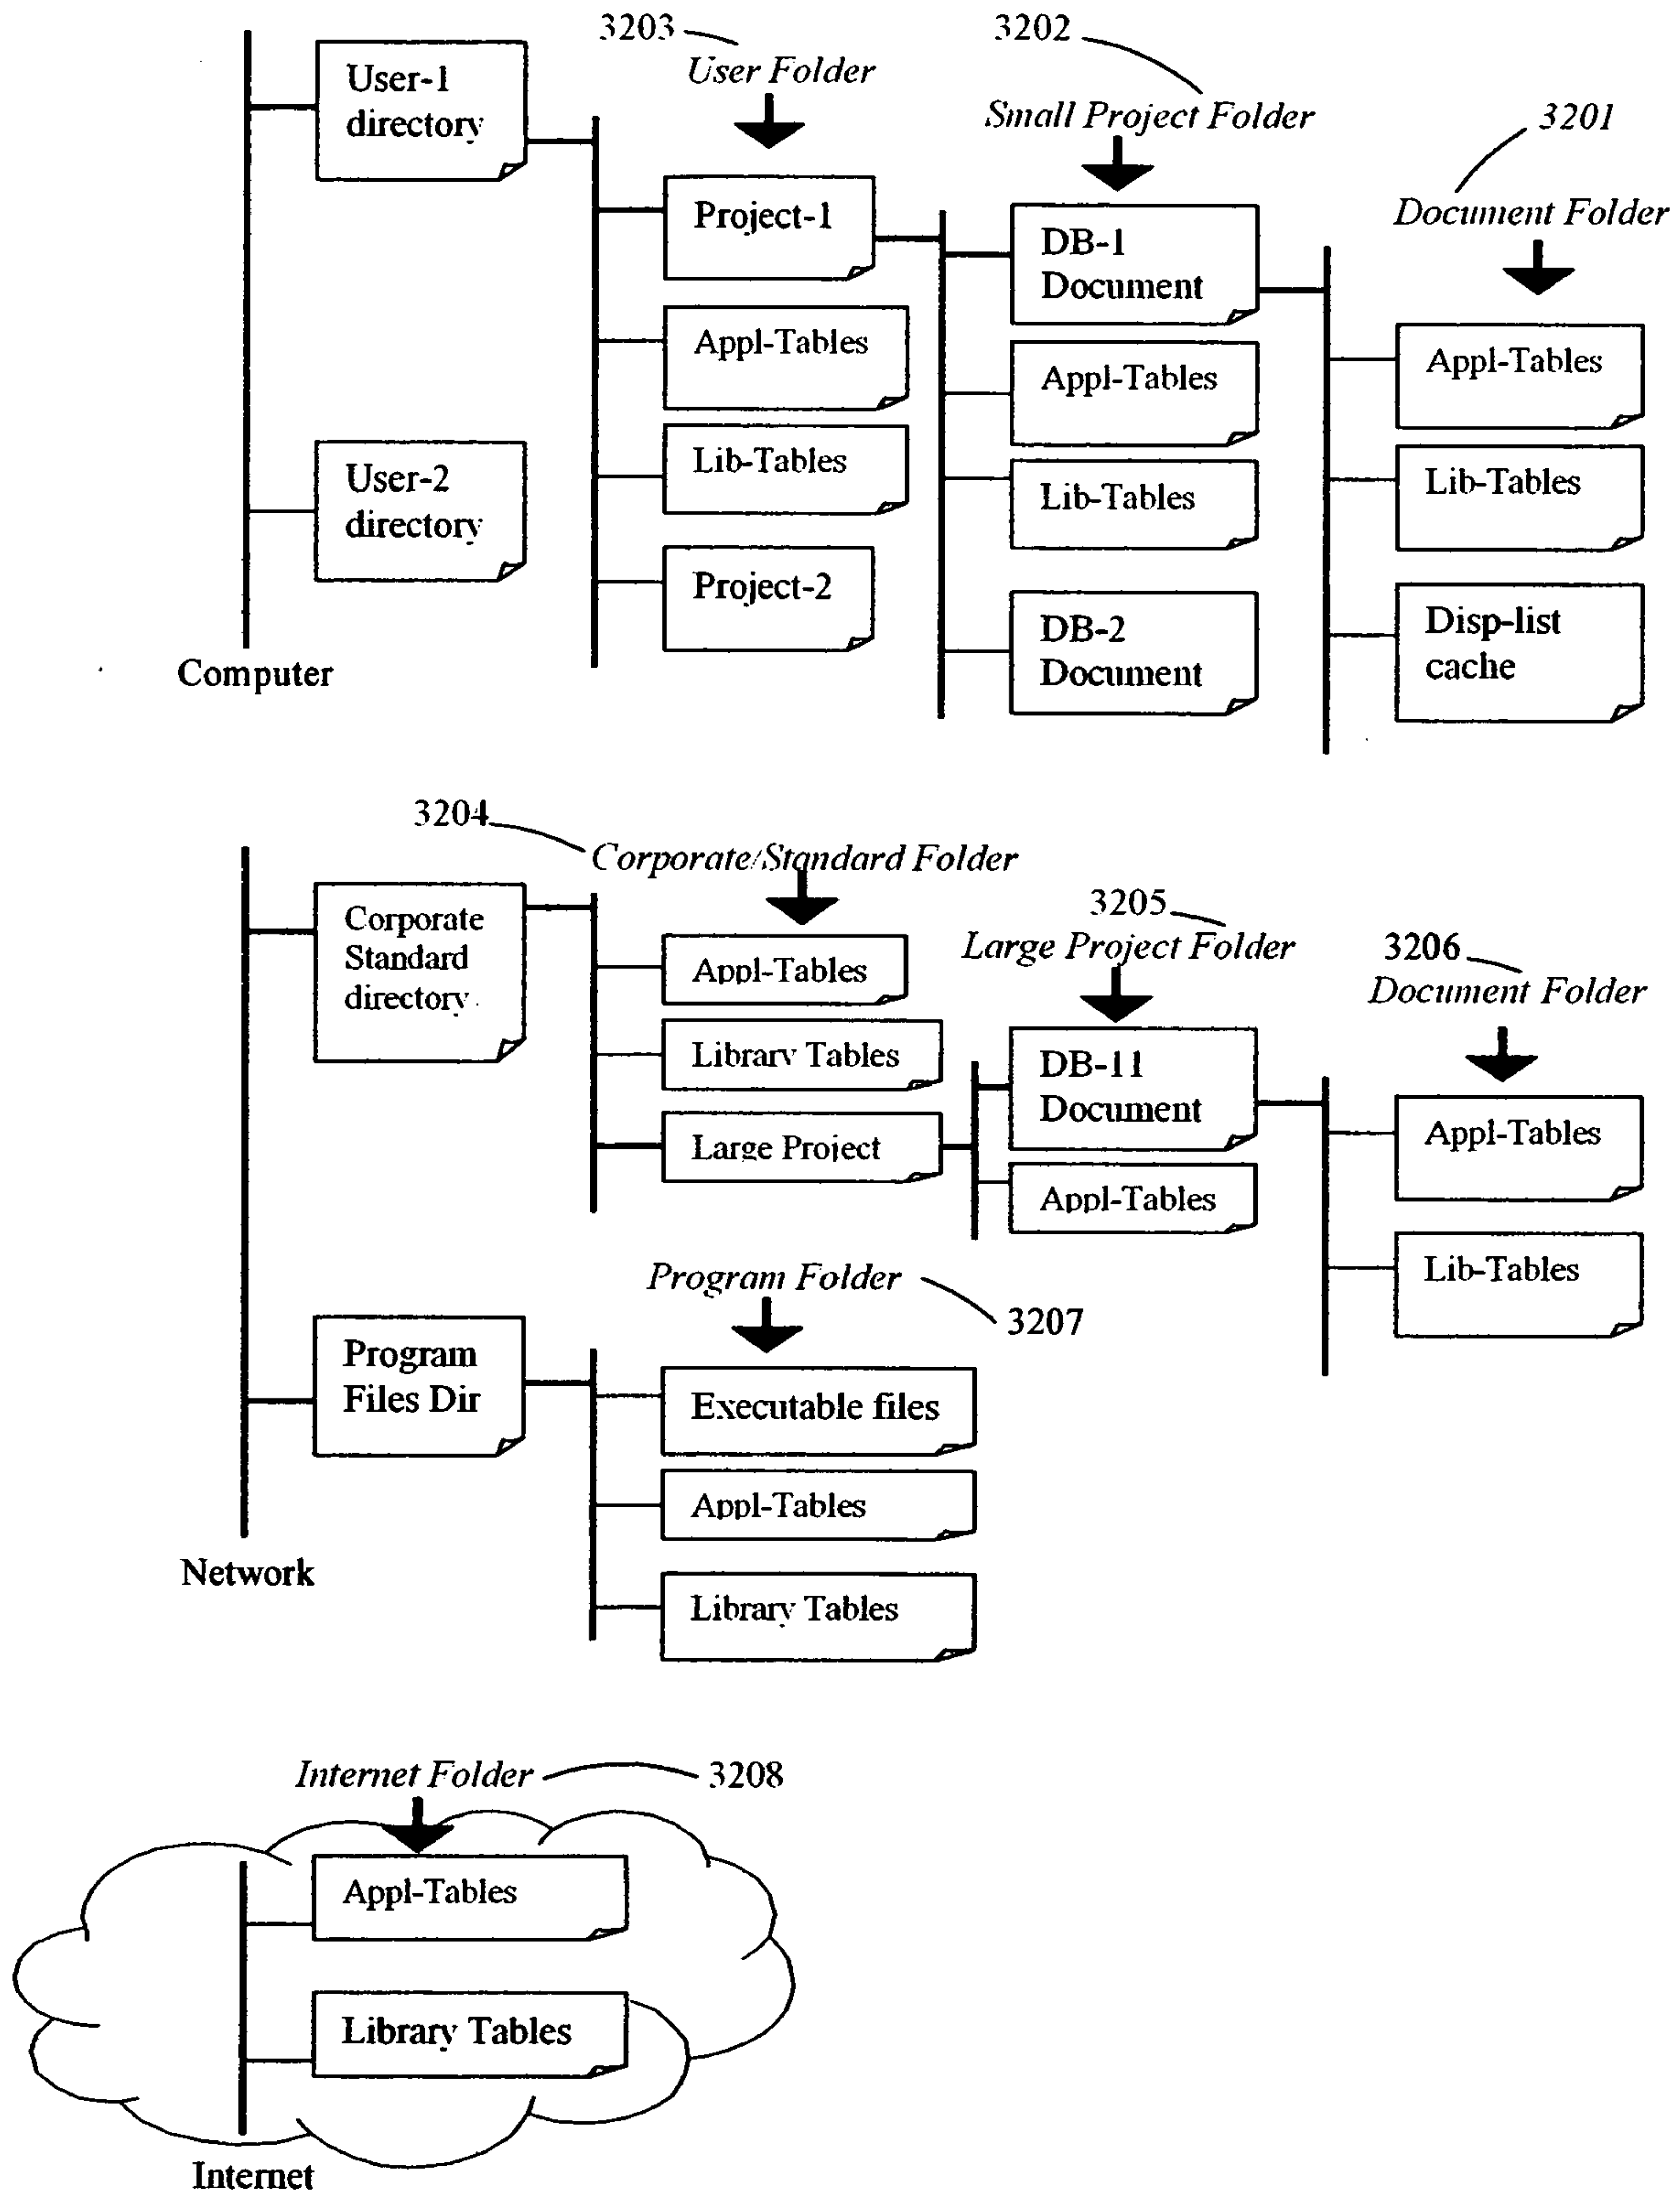 3203
User Folder
3202
Small Project Folder
3201
Document Folder
User-1
directory
Project-1
DB-1
Document
Appl-Tables
Appl-Tables
Appl-Tables
Lib-Tables
Lib-Tables
Lib-Tables
User-2
directory
Project-2
DB-2
Document
Disp-list
cache
Computer
3204
Corporate/Standard Folder
3205
Large Project Folder
3206
Document Folder
Corporate
Standard
directory
Appl-Tables
Library Tables
Large Project
DB-11
Document
Appl-Tables
Appl-Tables
Lib-Tables
Program Folder
3207
Program
Files Dir
Executable files
Appl-Tables
Library Tables
Network
Internet Folder
3208
Appl-Tables
Library Tables
Internet